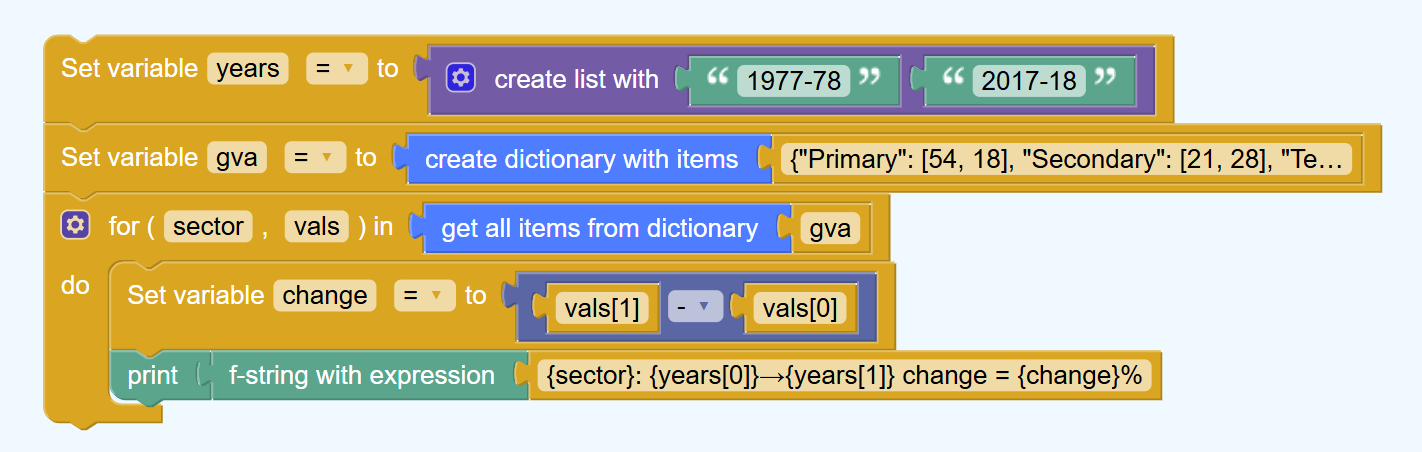 Set variable years = to create list with “ 1977-78 ” “ 2017-18 ”
Set variable gva = to create dictionary with items {"Primary": [54, 18], "Secondary": [21, 28], "Te…
for ( sector , vals ) in get all items from dictionary gva
do Set variable change = to vals[1] - vals[0]
print f-string with expression {sector}: {years[0]}→{years[1]} change = {change}%